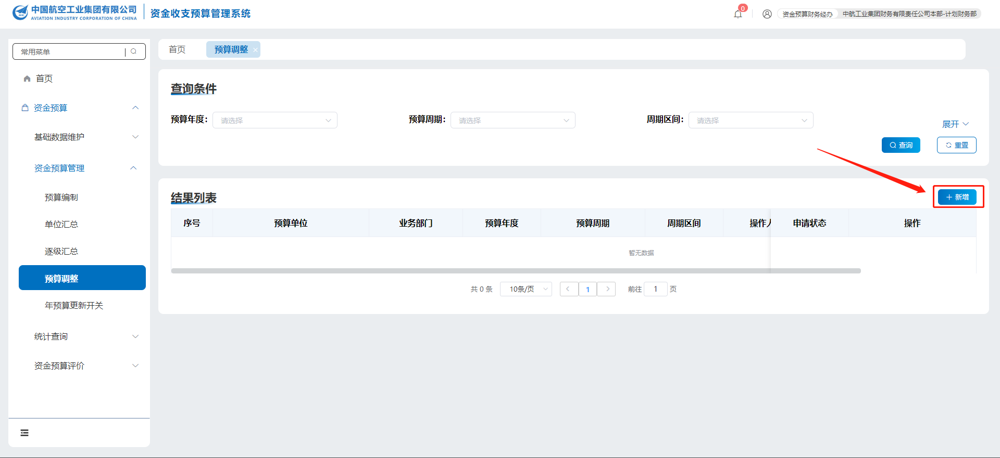 中国航空工业集团有限公司
AVIATION INDUSTRY CORPORATION OF CHINA
资金收支预算管理系统
0
资金预算财务经办
中航工业集团财务有限责任公司本部-计划财务部
常用菜单
首页
资金预算
基础数据维护
资金预算管理
预算编制
单位汇总
逐级汇总
预算调整
年预算更新开关
统计查询
资金预算评价
首页 预算调整
查询条件
预算年度: 请选择 预算周期: 请选择 周期区间: 请选择
展开
查询 重置
结果列表
新增
序号 预算单位 业务部门 预算年度 预算周期 周期区间 操作人 申请状态 操作
暂无数据
共 0 条 10条/页 1 前往 1 页